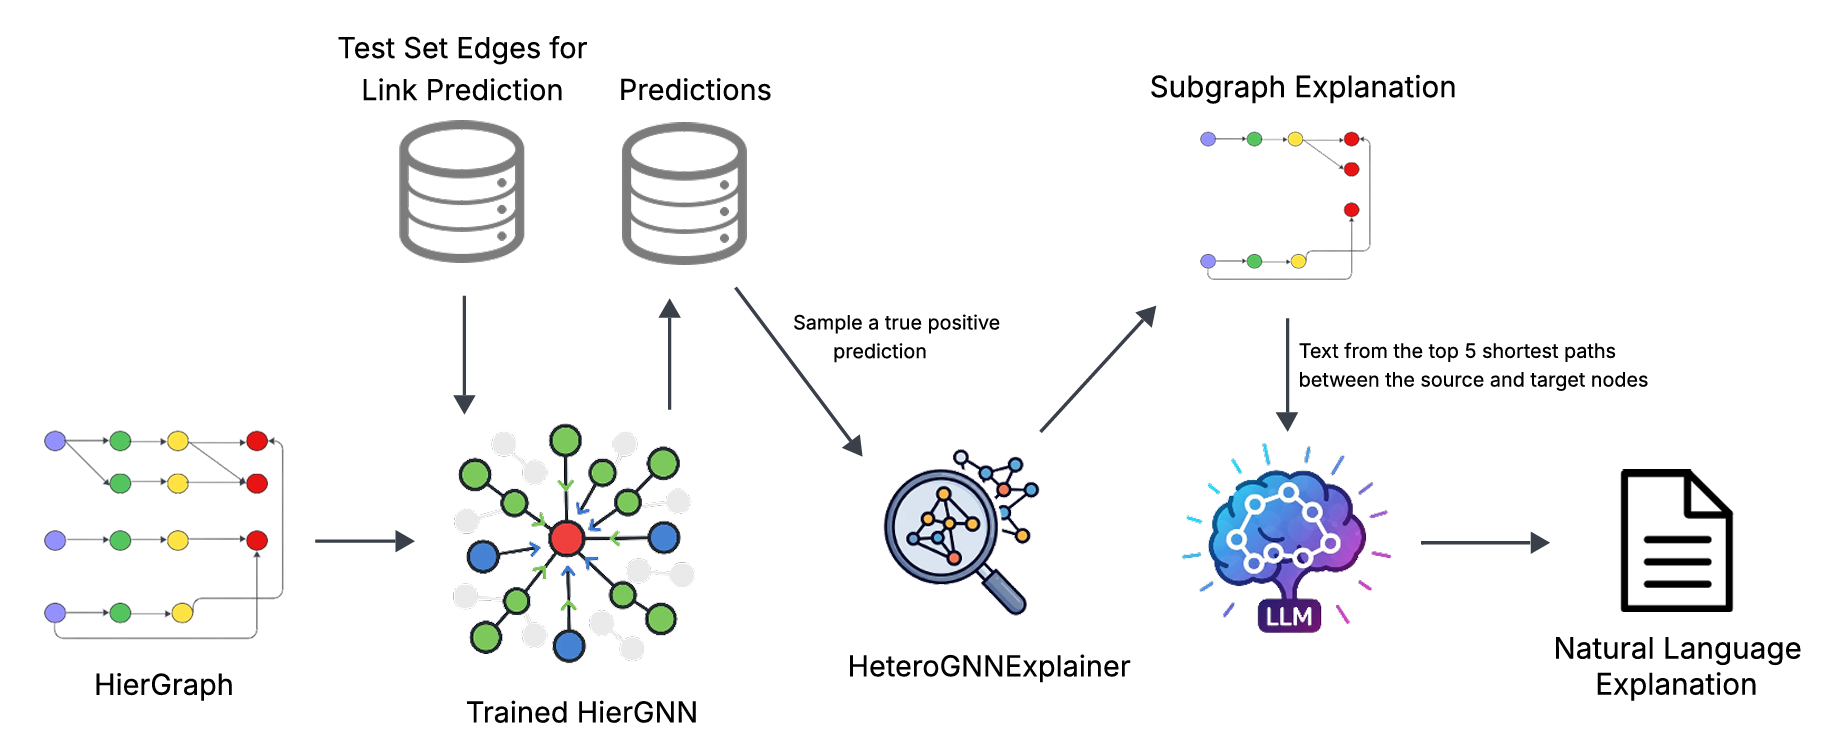 Test Set Edges for
Link Prediction
Predictions
Subgraph Explanation
Sample a true positive
prediction
Text from the top 5 shortest paths
between the source and target nodes
LLM
HierGraph
Trained HierGNN
HeteroGNNExplainer
Natural Language
Explanation